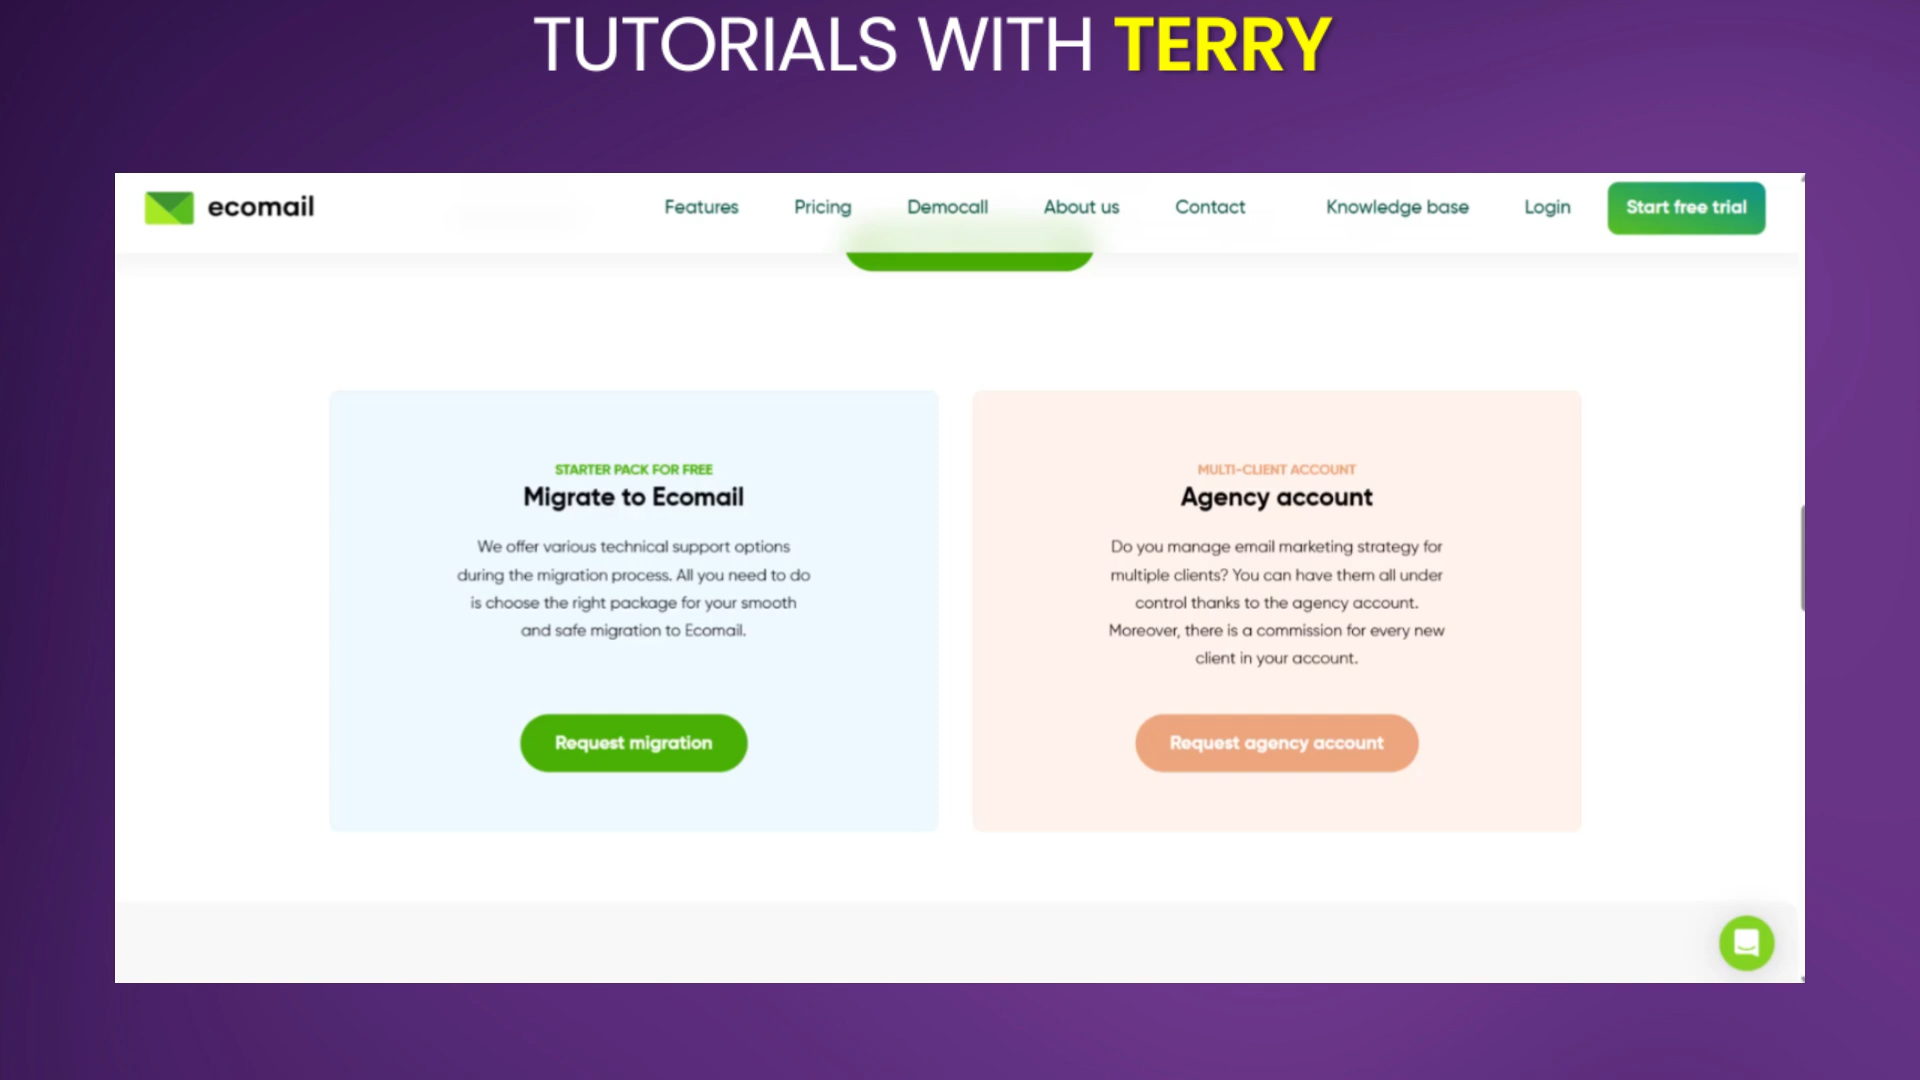 TUTORIALS WITH TERRY
ecomail
Features
Pricing
Democall
About us
Contact
Knowledge base
Login
Start free trial
STARTER PACK FOR FREE
Migrate to Ecomail
We offer various technical support options
during the migration process. All you need to do
is choose the right package for your smooth
and safe migration to Ecomail.
Request migration
MULTI-CLIENT ACCOUNT
Agency account
Do you manage email marketing strategy for
multiple clients? You can have them all under
control thanks to the agency account.
Moreover, there is a commission for every new
client in your account.
Request agency account